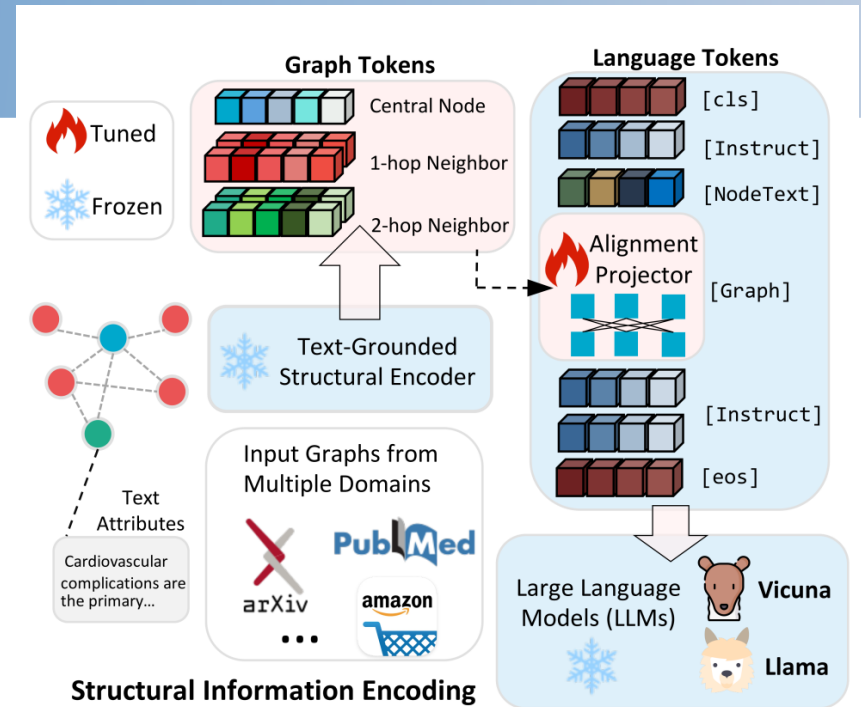 Graph Tokens
Language Tokens
Tuned
Frozen
Central Node
1-hop Neighbor
2-hop Neighbor
[cls]
[Instruct]
[NodeText]
Alignment
Projector
[Graph]
[Instruct]
[eos]
Text-Grounded
Structural Encoder
Text
Attributes
Cardiovascular
complications are
the primary...
Input Graphs from
Multiple Domains
arXiv
PubMed
amazon
...
Large Language
Models (LLMs)
Vicuna
Llama
Structural Information Encoding